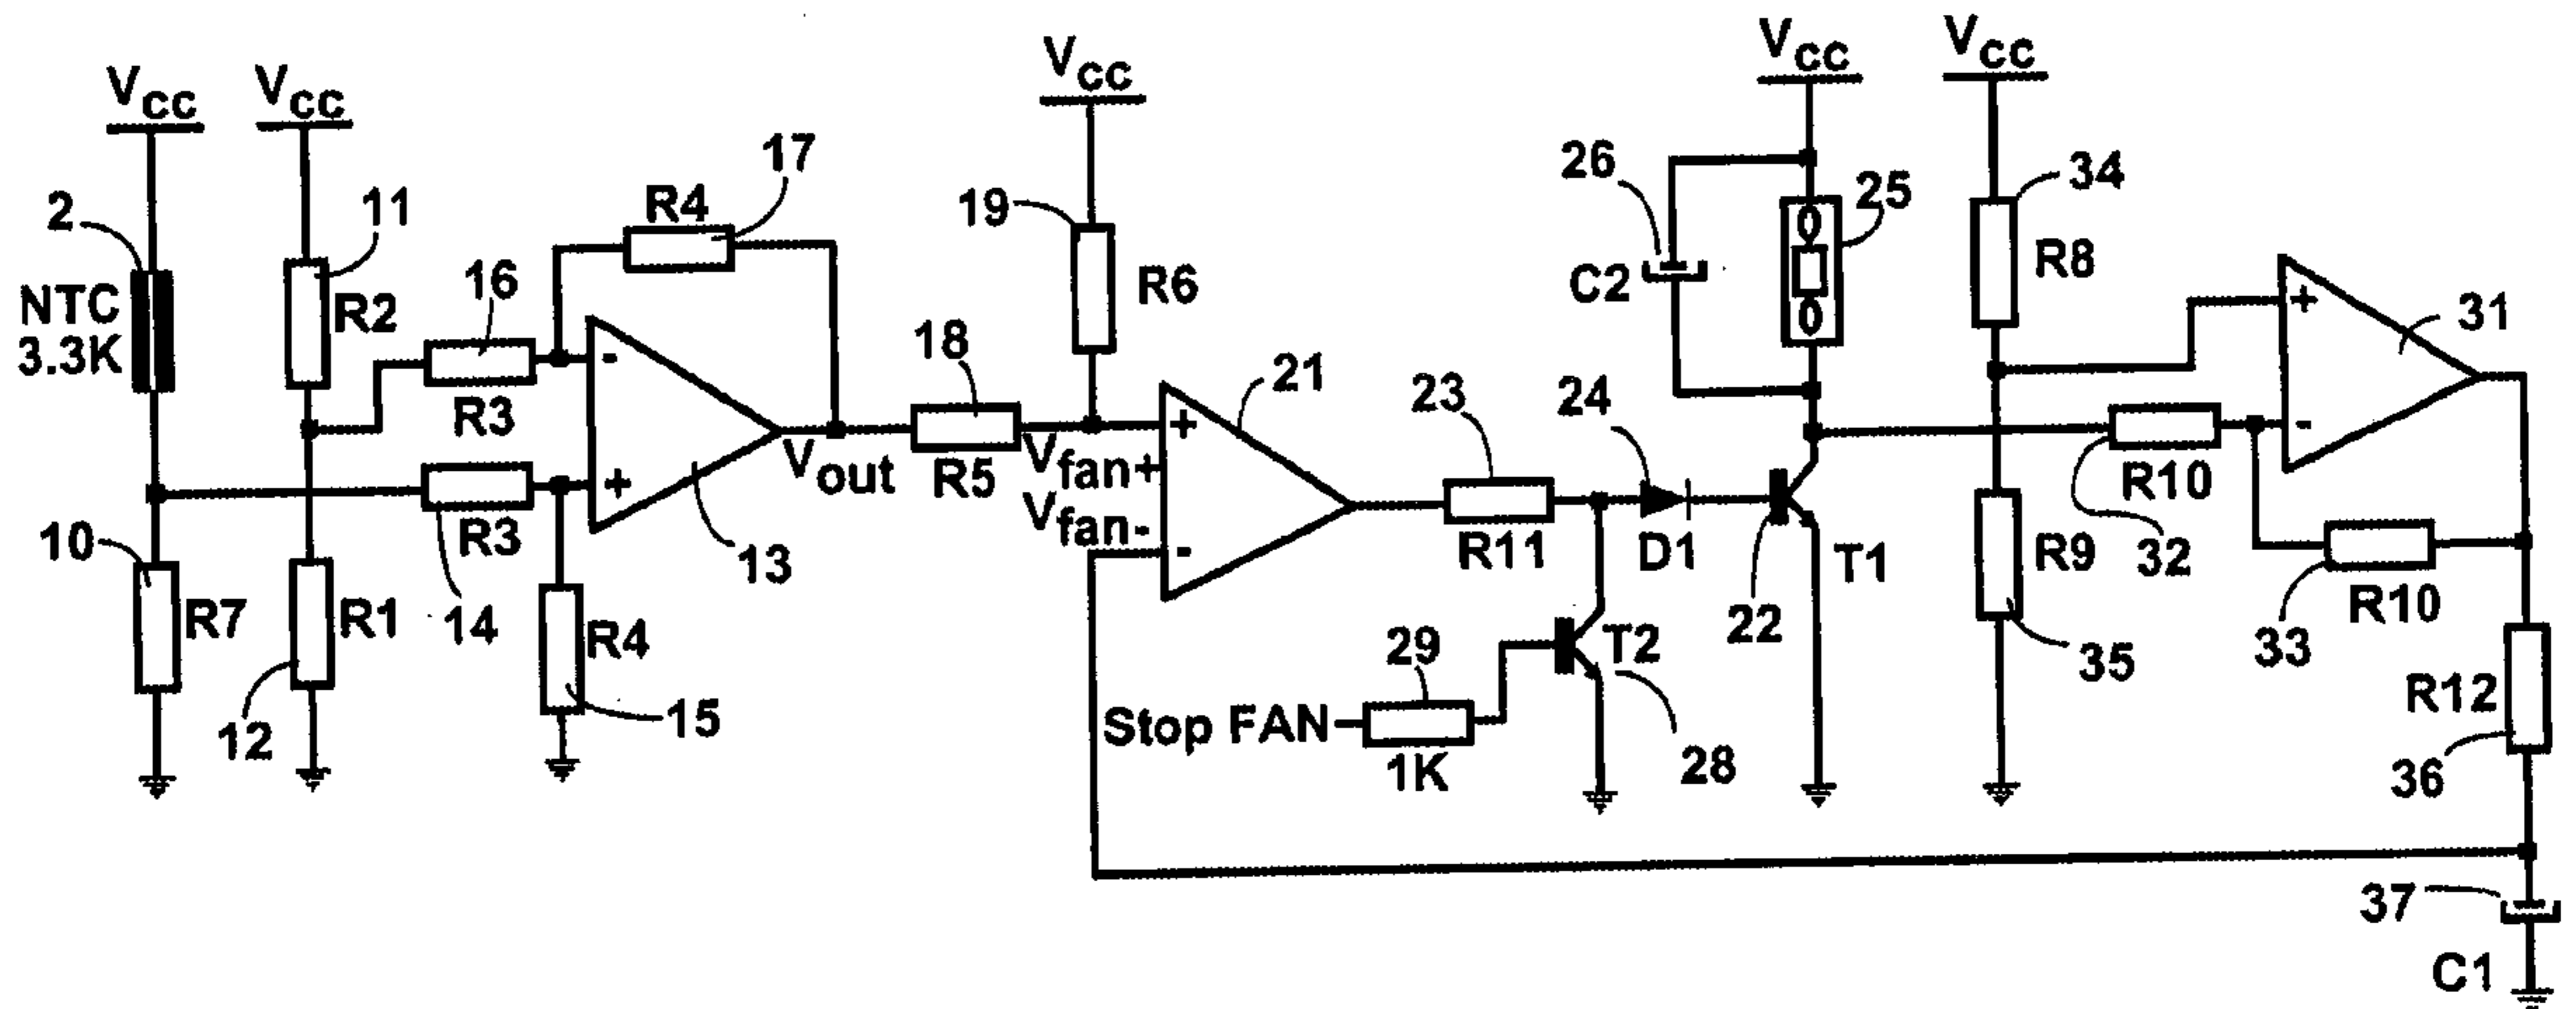 Vcc
Vcc
Vcc
Vcc
Vcc
2
11
17
R4
19
26
25
34
NTC
3.3K
R2
16
R3
18
R6
C2
R8
31
21
23
24
Vout
R5
Vfan+
Vfan-
+
-
-
+
+
-
R10
10
R7
R1
14
R3
13
R4
R11
D1
22
T1
R9
32
R10
33
12
15
29
T2
Stop FAN
1K
28
35
R12
36
37
C1